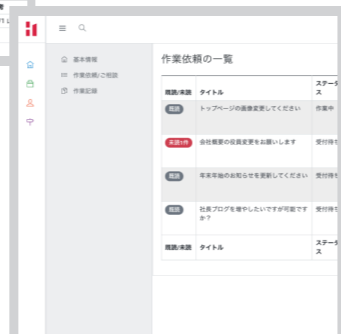 基本情報
作業依頼/ご相談
作業記録
作業依頼の一覧
既読/未読 タイトル ステータス
既読 トップページの画像変更してください 作業中
未読1件 会社概要の役員変更をお願いします 受付待ち
既読 年末年始のお知らせを更新してください 受付待ち
既読 社長ブログを増やしたいですが可能ですか? 受付待ち
既読/未読 タイトル ステータス